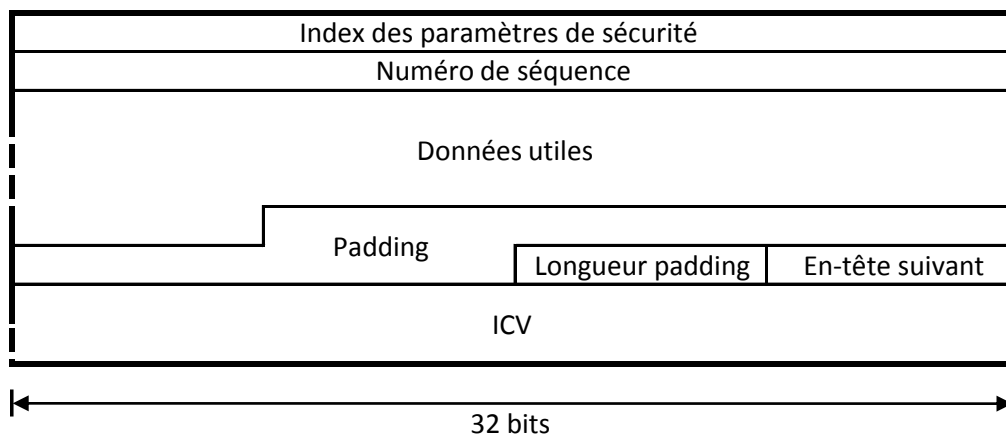 Index des paramètres de sécurité
Numéro de séquence
Données utiles
Padding
Longueur padding
En-tête suivant
ICV
32 bits